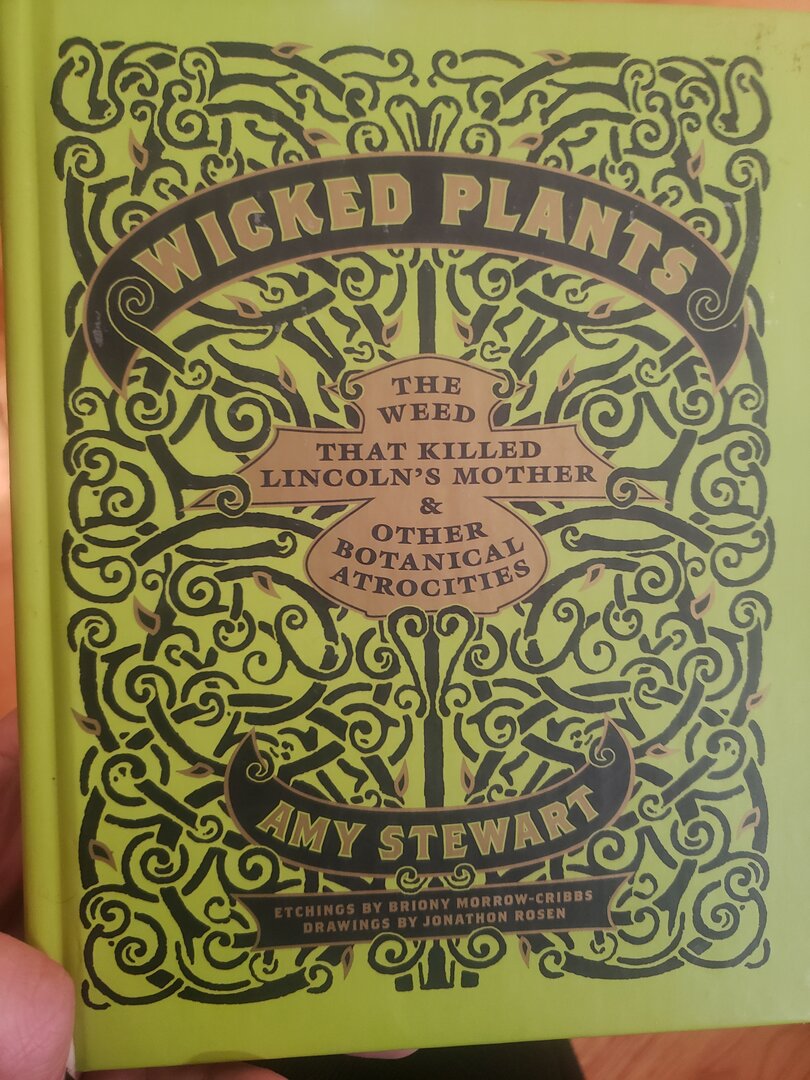 WICKED PLANTS
THE
WEED
THAT KILLED
LINCOLN'S MOTHER
&
OTHER
BOTANICAL
ATROCITIES
AMY STEWART
ETCHINGS BY BRIONY MORROW-CRIBBS
DRAWINGS BY JONATHON ROSEN